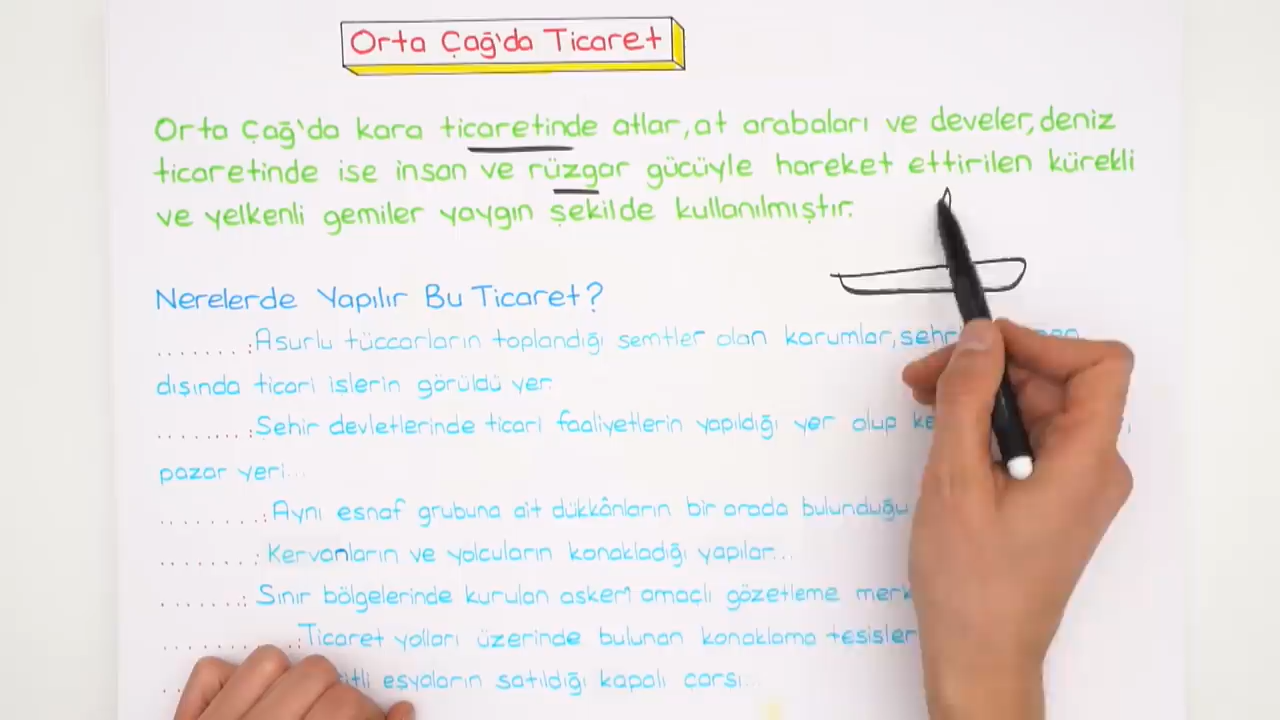 Orta Çağ'da Ticaret
Orta Çağ'da kara ticaretinde atlar, at arabaları ve develer, deniz
ticaretinde ise insan ve rüzgar gücüyle hareket ettirilen kürekli
ve yelkenli gemiler yaygın şekilde kullanılmıştır.
Nerelerde Yapılır Bu Ticaret?
........:Asurlu tüccarların toplandığı semtler olan karumlar,
dışında ticari işlerin görüldü yer.
.........:Şehir devletlerinde ticari faaliyetlerin yapıldığı yer olup
pazar yeri...
.........: Aynı esnaf grubuna ait dükkânların bir arada bulunduğu
........: Kervanların ve yolcuların konakladığı yapılar...
.......: Sınır bölgelerinde kurulan askerî amaçlı gözetleme
............:Ticaret yolları üzerinde bulunan konaklama tesisler
eşyaların satıldığı kapalı çarşı...